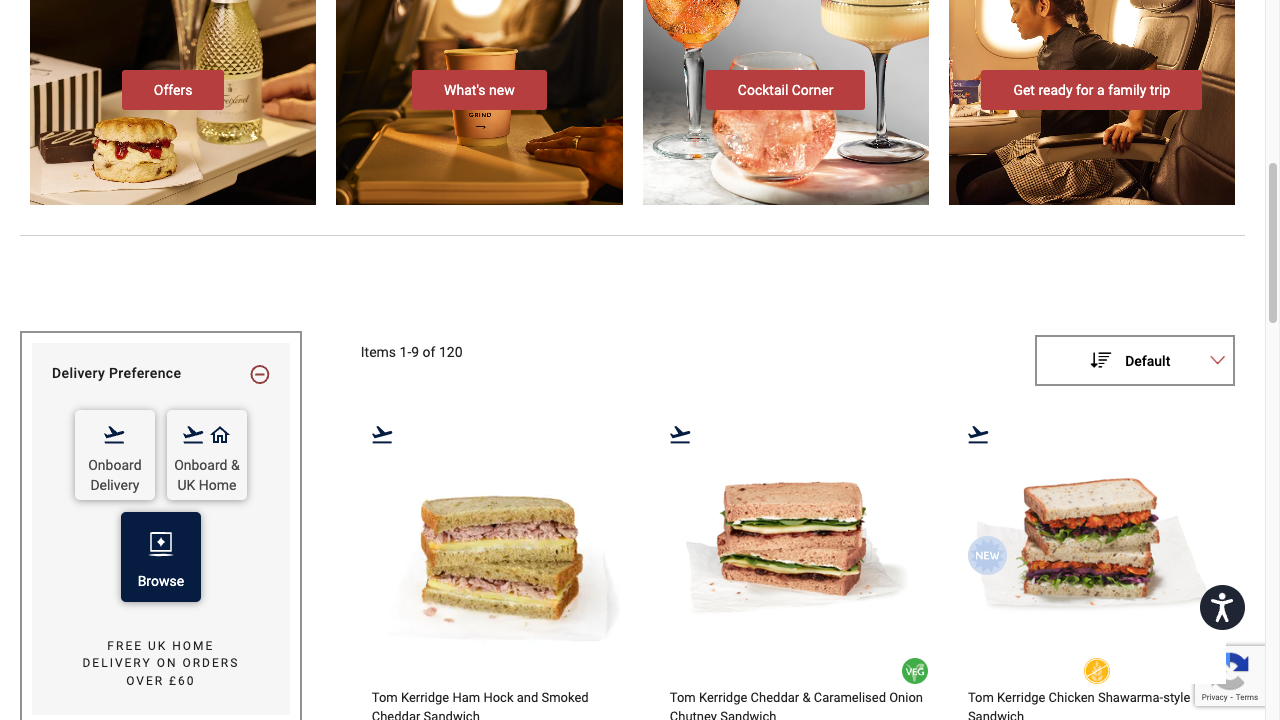 Offers
What's new
Cocktail Corner
Get ready for a family trip
GRIND
Items 1-9 of 120
Default
Delivery Preference
Onboard
Delivery
Onboard &
UK Home
Browse
FREE UK HOME
DELIVERY ON ORDERS
OVER £60
NEW
VEG
Tom Kerridge Ham Hock and Smoked
Cheddar Sandwich
Tom Kerridge Cheddar & Caramelised Onion
Chutney Sandwich
Tom Kerridge Chicken Shawarma-style
Sandwich
Privacy - Terms